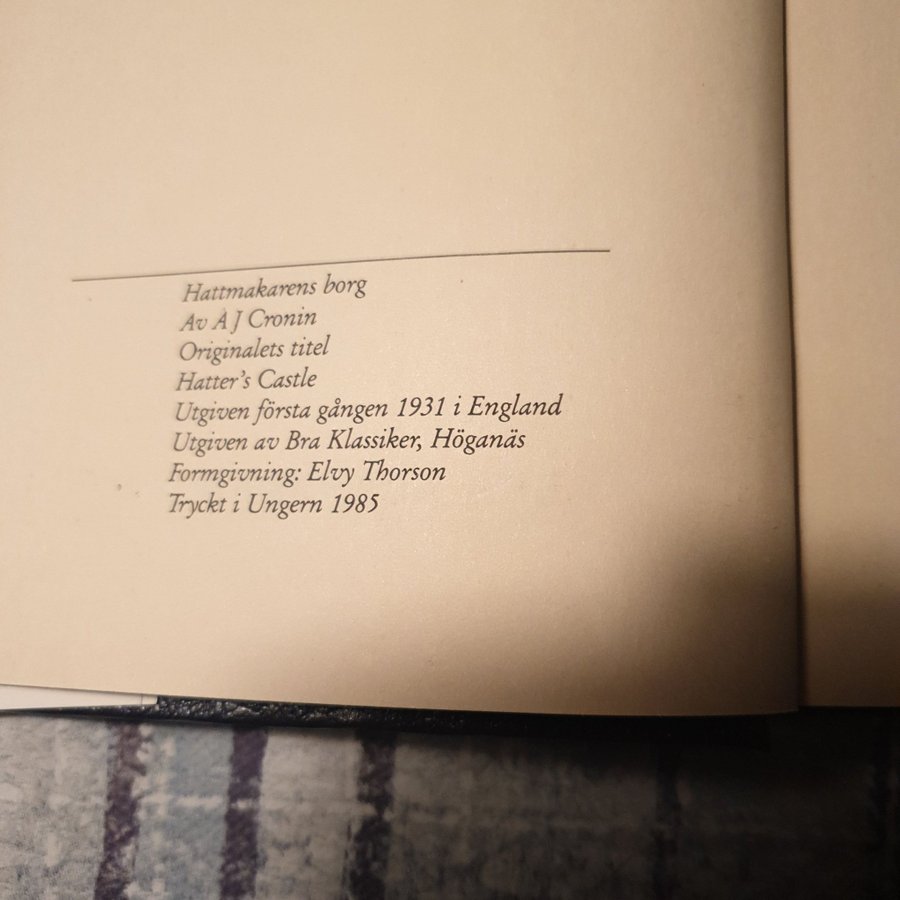 Hattmakarens borg
Av A J Cronin
Originalets titel
Hatter's Castle
Utgiven första gången 1931 i England
Utgiven av Bra Klassiker, Höganäs
Formgivning: Elvy Thorson
Tryckt i Ungern 1985